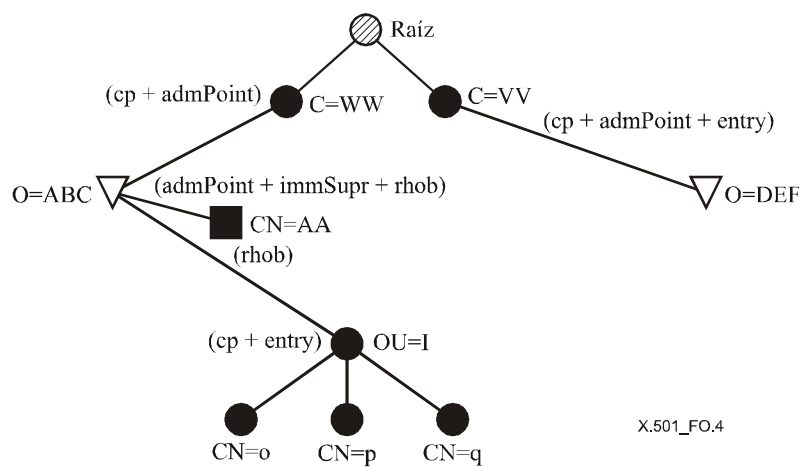 Raíz
(cp + admPoint)
C=WW
C=VV
(cp + admPoint + entry)
O=ABC
(admPoint + immSupr + rhob)
O=DEF
CN=AA
(rhob)
(cp + entry)
OU=I
CN=o
CN=p
CN=q
X.501_FO.4